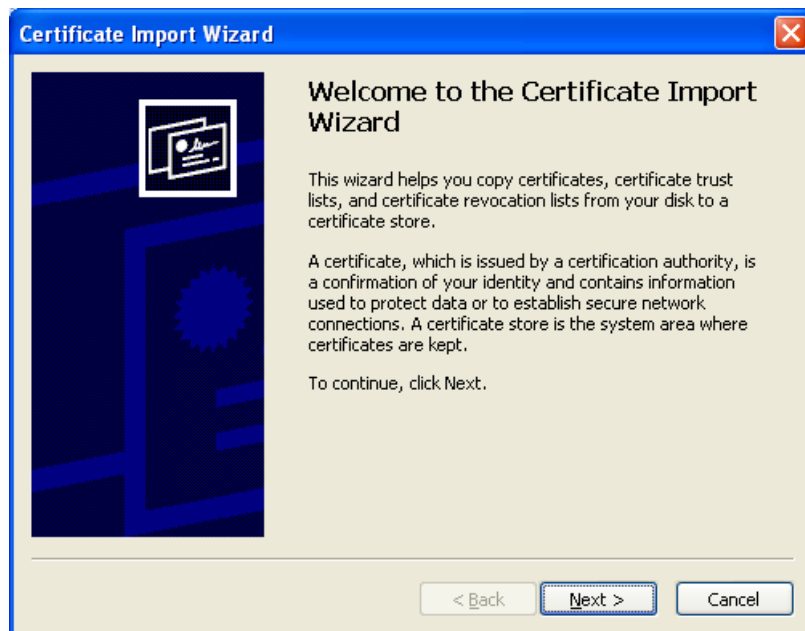 Certificate Import Wizard
Welcome to the Certificate Import
Wizard
This wizard helps you copy certificates, certificate trust
lists, and certificate revocation lists from your disk to a
certificate store.
A certificate, which is issued by a certification authority, is
a confirmation of your identity and contains information
used to protect data or to establish secure network
connections. A certificate store is the system area where
certificates are kept.
To continue, click Next.
< Back Next > Cancel